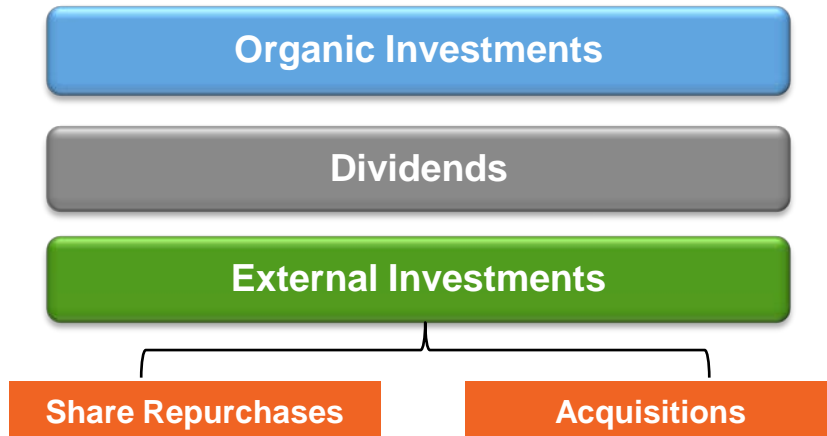 Organic Investments
Dividends
External Investments
Share Repurchases
Acquisitions